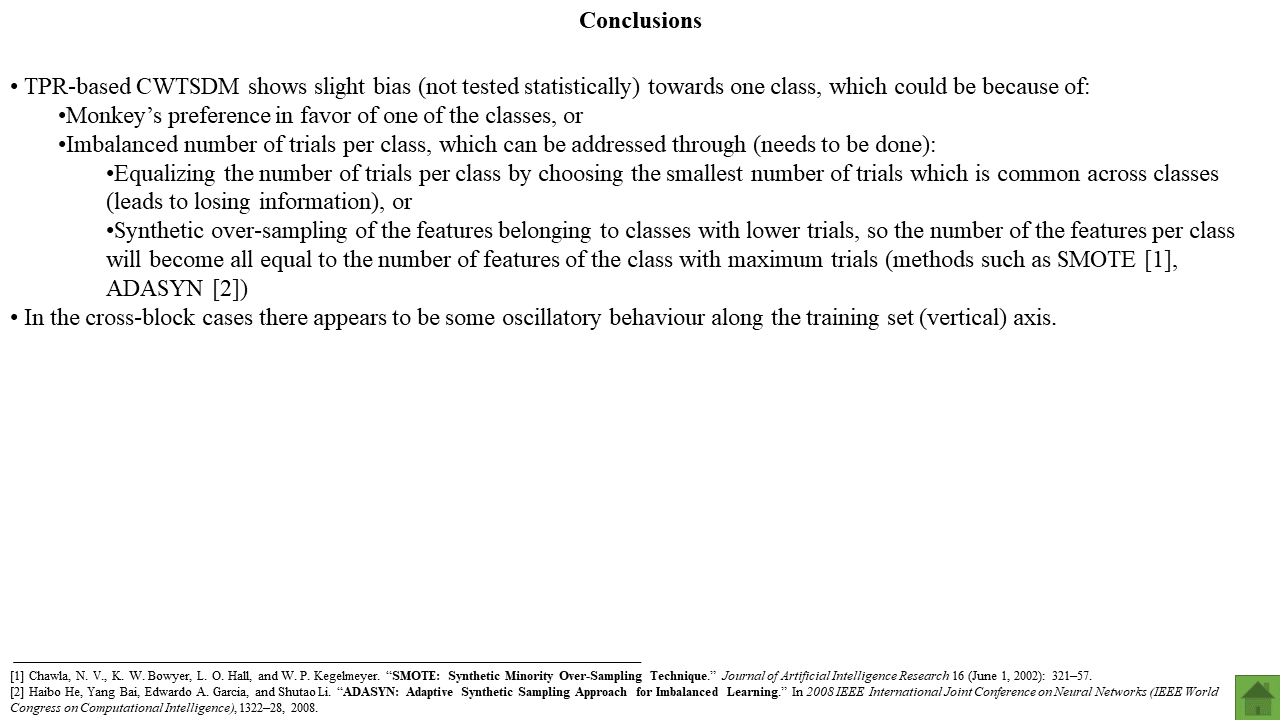 Conclusions
• TPR-based CWTSDM shows slight bias (not tested statistically) towards one class, which could be because of:
•Monkey’s preference in favor of one of the classes, or
•Imbalanced number of trials per class, which can be addressed through (needs to be done):
•Equalizing the number of trials per class by choosing the smallest number of trials which is common across classes
(leads to losing information), or
•Synthetic over-sampling of the features belonging to classes with lower trials, so the number of the features per class
will become all equal to the number of features of the class with maximum trials (methods such as SMOTE [1],
ADASYN [2])
• In the cross-block cases there appears to be some oscillatory behaviour along the training set (vertical) axis.
[1] Chawla, N. V., K. W. Bowyer, L. O. Hall, and W. P. Kegelmeyer. “SMOTE: Synthetic Minority Over-Sampling Technique.” Journal of Artificial Intelligence Research 16 (June 1, 2002): 321–57.
[2] Haibo He, Yang Bai, Edwardo A. Garcia, and Shutao Li. “ADASYN: Adaptive Synthetic Sampling Approach for Imbalanced Learning.” In 2008 IEEE International Joint Conference on Neural Networks (IEEE World
Congress on Computational Intelligence), 1322–28, 2008.